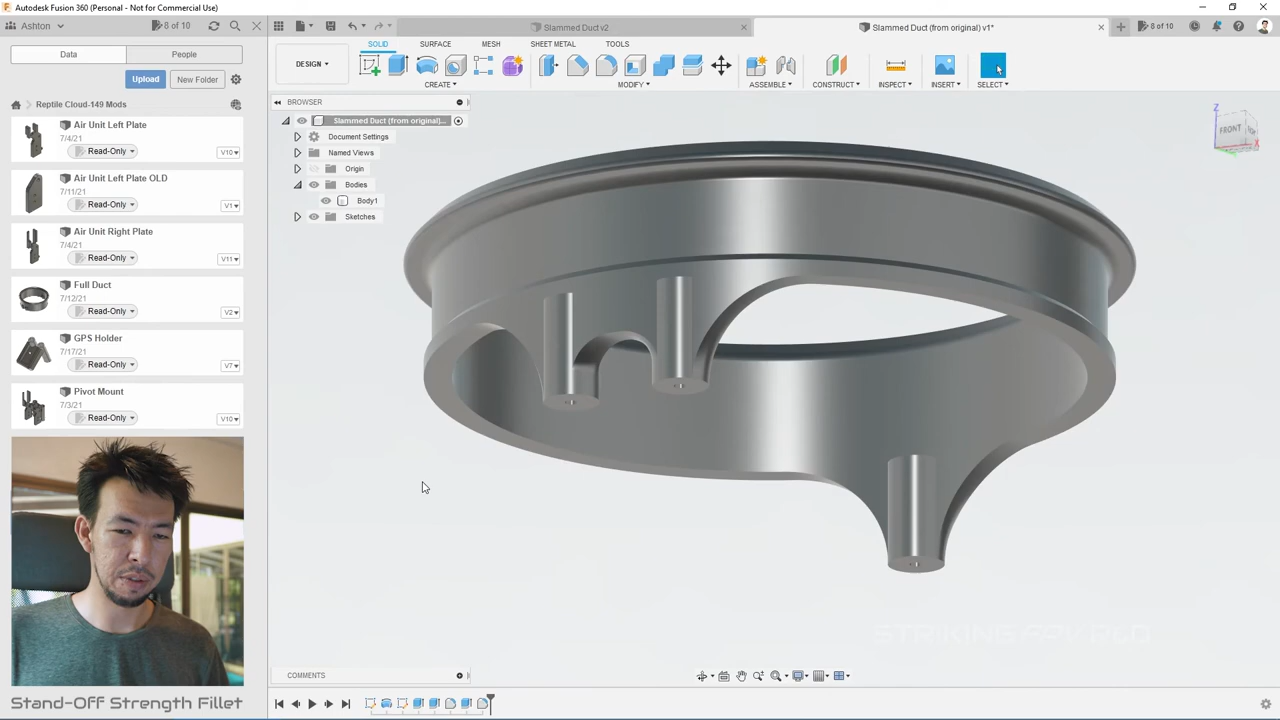 Autodesk Fusion 360 (Personal - Not for Commercial Use)
Ashton
8 of 10
Slammed Duct v2
Slammed Duct (from original) v1*
8 of 10
Data
People
SOLID
SURFACE
MESH
SHEET METAL
TOOLS
DESIGN
Upload
New Folder
CREATE
MODIFY
ASSEMBLE
CONSTRUCT
INSPECT
INSERT
SELECT
Reptile Cloud-149 Mods
BROWSER
Slammed Duct (from original)...
Document Settings
Named Views
Origin
Bodies
Body1
Sketches
Z
FRONT
X
Air Unit Left Plate
7/4/21
Read-Only
V10
Air Unit Left Plate OLD
7/11/21
Read-Only
V1
Air Unit Right Plate
7/4/21
Read-Only
V11
Full Duct
7/12/21
Read-Only
V2
GPS Holder
7/17/21
Read-Only
V7
Pivot Mount
7/3/21
Read-Only
V10
COMMENTS
Stand-Off Strength Fillet